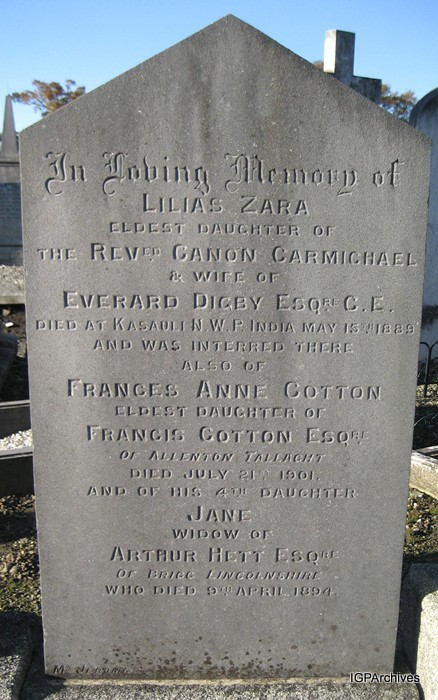 In Loving Memory of
LILIAS ZARA
ELDEST DAUGHTER OF
THE REVED CANON CARMICHAEL
& WIFE OF
EVERARD DIGBY ESQRE C.E.
DIED AT KASAULI N.W.P. INDIA MAY 15TH 1889
AND WAS INTERRED THERE
ALSO OF
FRANCES ANNE COTTON
ELDEST DAUGHTER OF
FRANCIS COTTON ESQRE
OF ALLENTON TALLAGHT
DIED JULY 21ST 1901.
AND OF HIS 4TH DAUGHTER
JANE
WIDOW OF
ARTHUR HETT ESQRE
OF BRIGG LINCOLNSHIRE
WHO DIED 9TH APRIL 1894.
IGPArchives